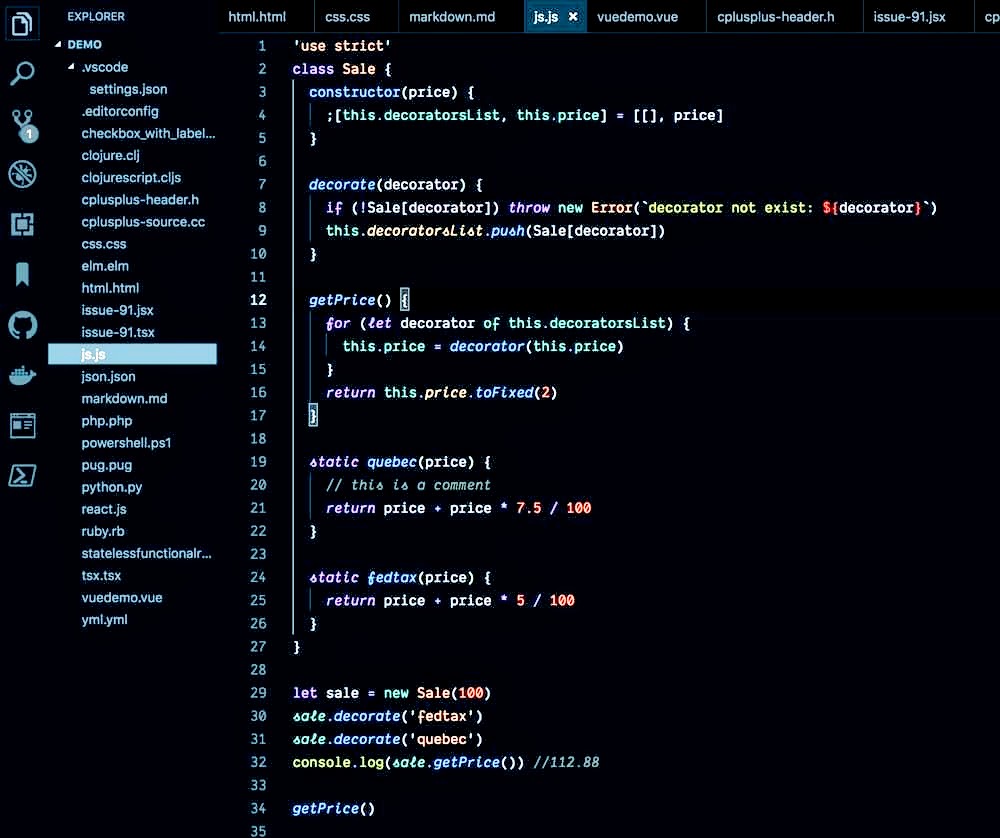 EXPLORER
DEMO
.vscode
settings.json
.editorconfig
checkbox_with_label...
clojure.clj
clojurescript.cljs
cplusplus-header.h
cplusplus-source.cc
css.css
elm.elm
html.html
issue-91.jsx
issue-91.tsx
js.js
json.json
markdown.md
php.php
powershell.ps1
pug.pug
python.py
react.js
ruby.rb
statelessfunctionalr...
tsx.tsx
vuedemo.vue
yml.yml
1
html.html css.css markdown.md js.js × vuedemo.vue cplusplus-header.h issue-91.jsx cp
1 'use strict'
2 class Sale {
3 constructor(price) {
4 ;[this.decoratorsList, this.price] = [[], price]
5 }
6
7 decorate(decorator) {
8 if (!Sale[decorator]) throw new Error(`decorator not exist: ${decorator}`)
9 this.decoratorsList.push(Sale[decorator])
10 }
11
12 getPrice() {
13 for (let decorator of this.decoratorsList) {
14 this.price = decorator(this.price)
15 }
16 return this.price.toFixed(2)
17 }
18
19 static quebec(price) {
20 // this is a comment
21 return price + price * 7.5 / 100
22 }
23
24 static fedtax(price) {
25 return price + price * 5 / 100
26 }
27 }
28
29 let sale = new Sale(100)
30 sale.decorate('fedtax')
31 sale.decorate('quebec')
32 console.log(sale.getPrice()) //112.88
33
34 getPrice()
35